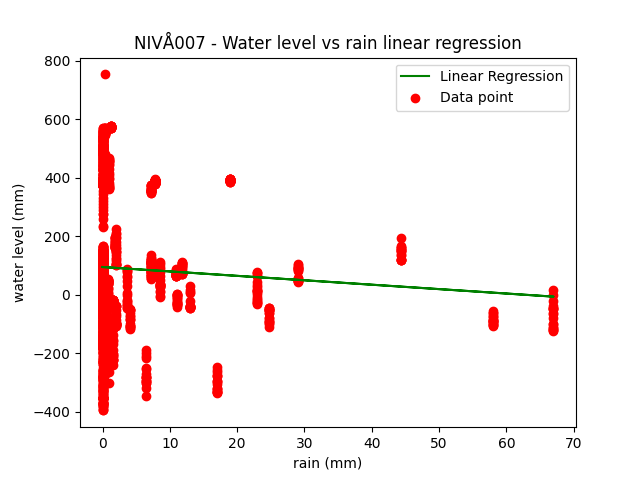 NIVÅ007 - Water level vs rain linear regression
Linear Regression
Data point
800
600
400
200
0
−200
−400
water level (mm)
0 10 20 30 40 50 60 70
rain (mm)